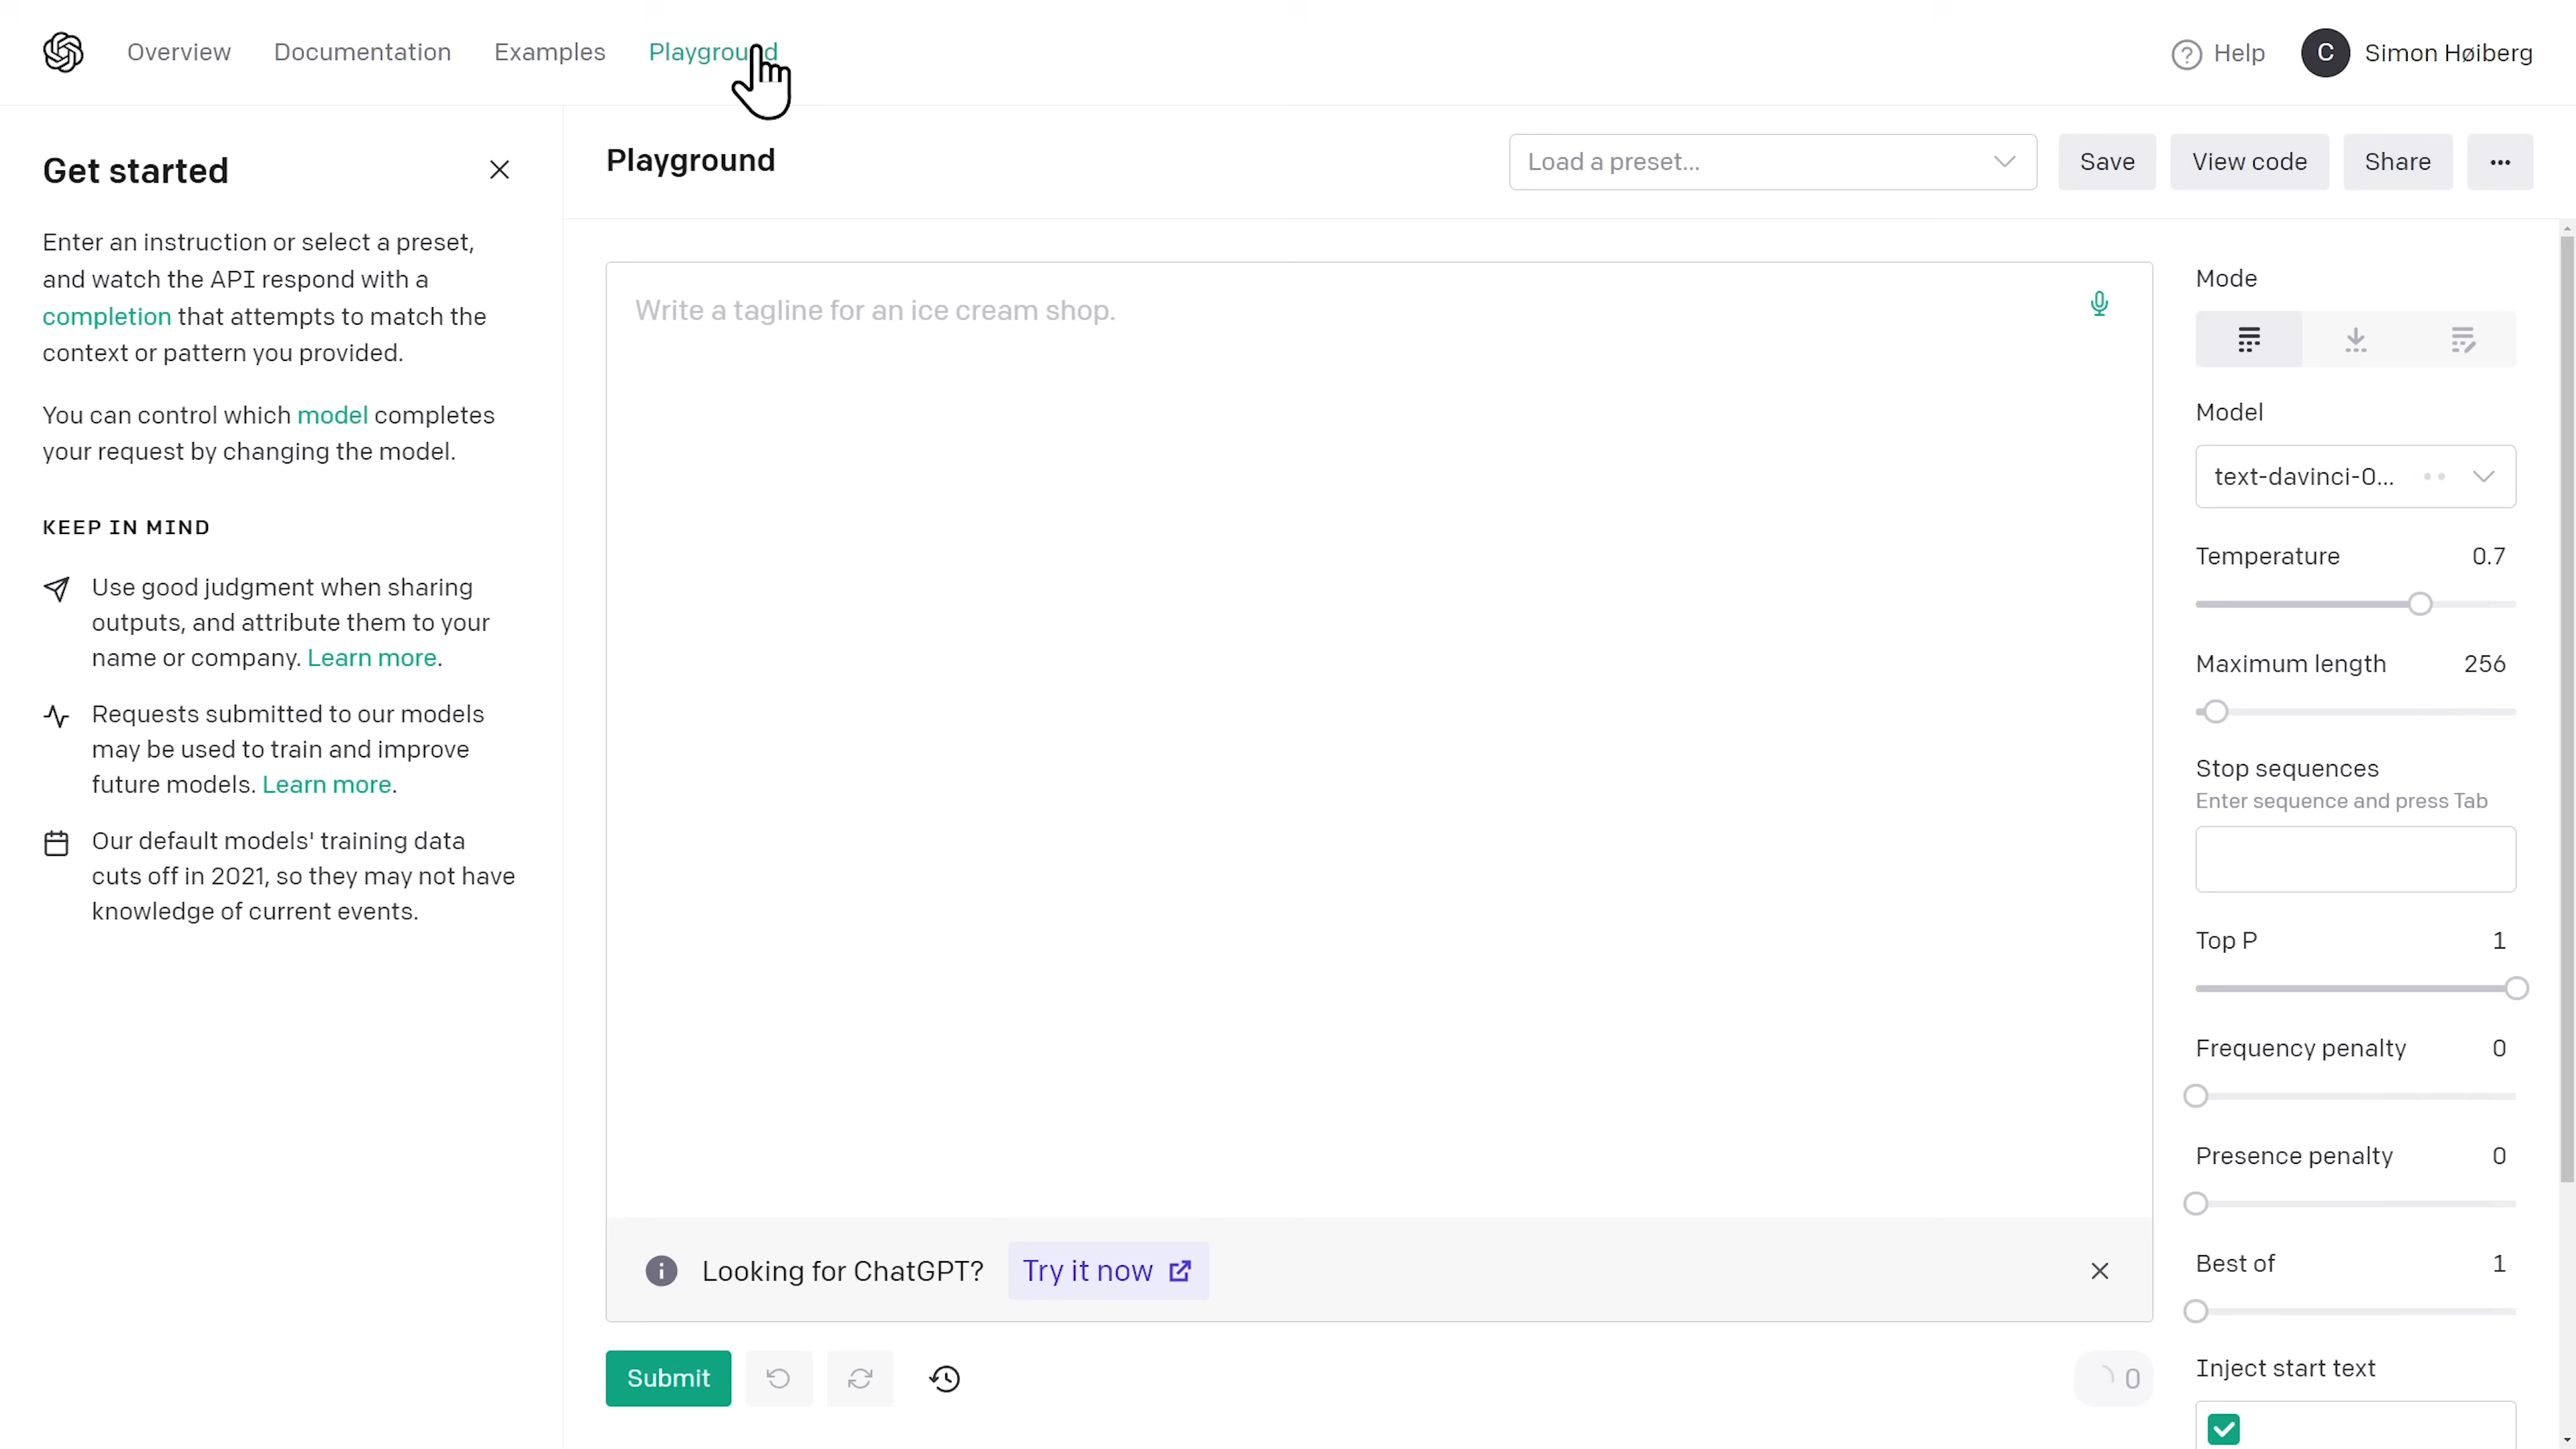 Overview Documentation Examples Playground
Help C Simon Høiberg
Get started
Enter an instruction or select a preset,
and watch the API respond with a
completion that attempts to match the
context or pattern you provided.
You can control which model completes
your request by changing the model.
KEEP IN MIND
Use good judgment when sharing
outputs, and attribute them to your
name or company. Learn more.
Requests submitted to our models
may be used to train and improve
future models. Learn more.
Our default models' training data
cuts off in 2021, so they may not have
knowledge of current events.
Playground
Load a preset...
Save
View code
Share
Write a tagline for an ice cream shop.
Looking for ChatGPT? Try it now
Submit
0
Mode
Model
text-davinci-0...
Temperature 0.7
Maximum length 256
Stop sequences
Enter sequence and press Tab
Top P 1
Frequency penalty 0
Presence penalty 0
Best of 1
Inject start text